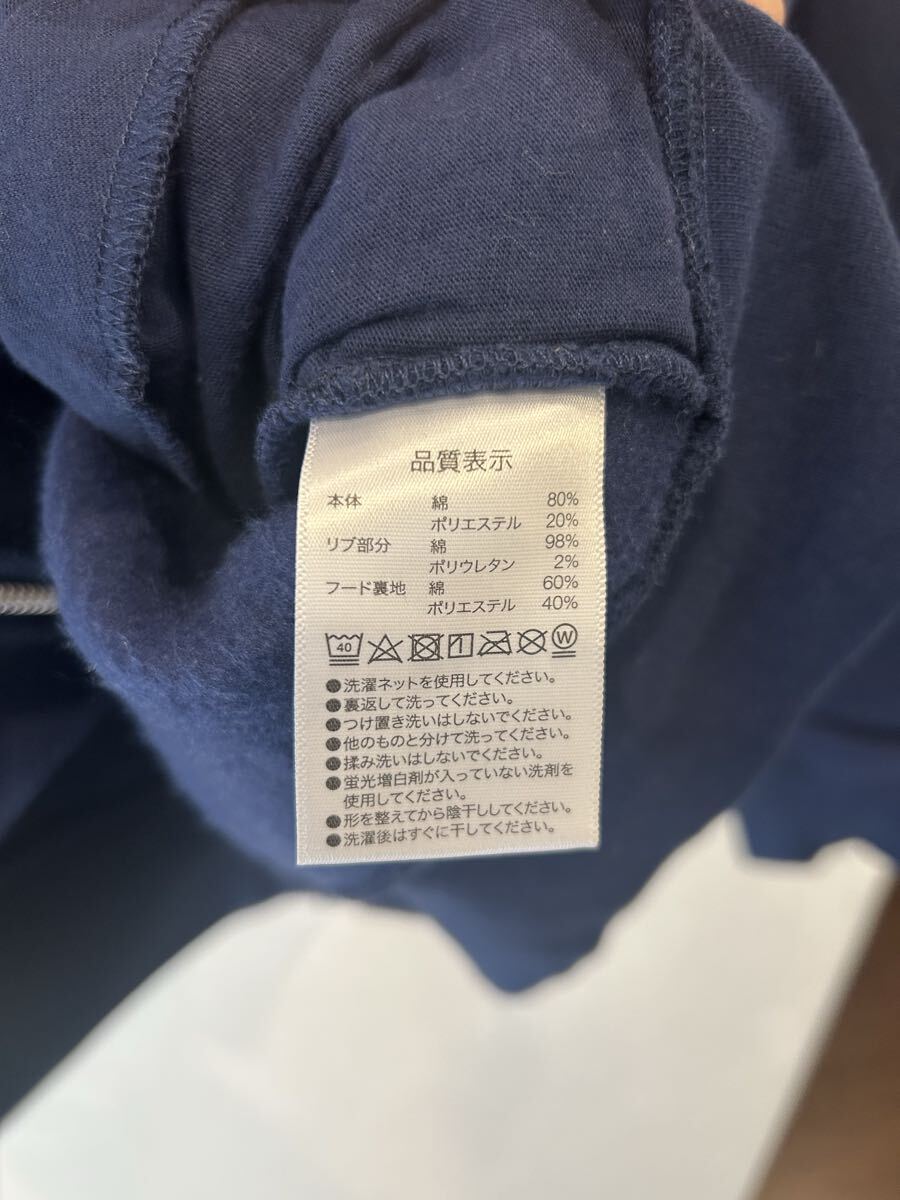 品質表示
本体 綿 80%
ポリエステル 20%
リブ部分 綿 98%
ポリウレタン 2%
フード裏地 綿 60%
ポリエステル 40%
40 W
●洗濯ネットを使用してください。
●裏返して洗ってください。
●つけ置き洗いはしないでください。
●他のものと分けて洗ってください。
●揉み洗いはしないでください。
●蛍光増白剤が入っていない洗剤を
使用してください。
●形を整えてから陰干ししてください。
●洗濯後はすぐに干してください。